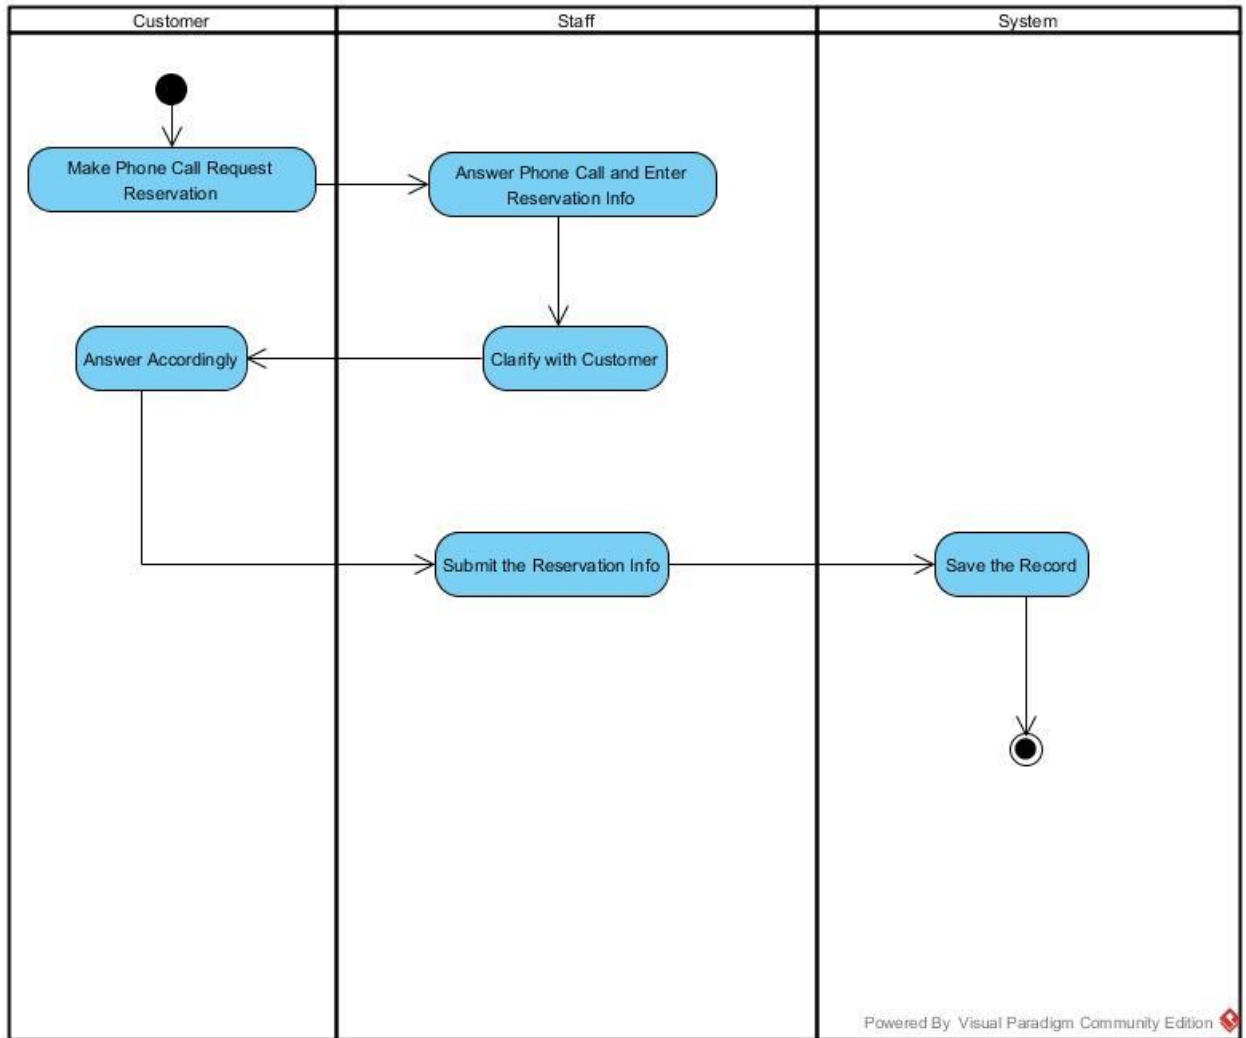 Customer
Staff
System
Make Phone Call Request
Reservation
Answer Phone Call and Enter
Reservation Info
Answer Accordingly
Clarify with Customer
Submit the Reservation Info
Save the Record
Powered By Visual Paradigm Community Edition